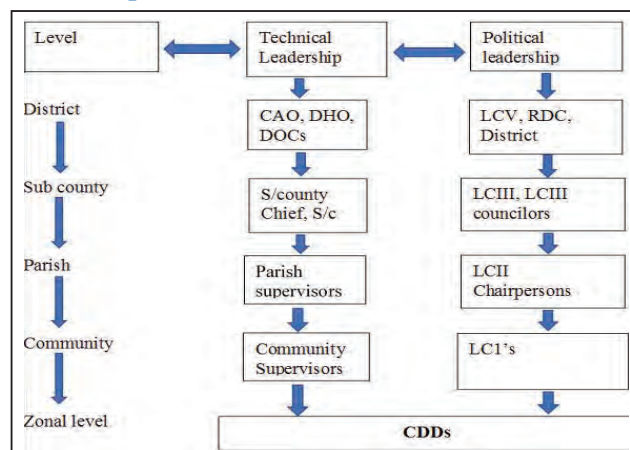 Level
Technical
Leadership
Political
leadership
District
CAO, DHO,
DOCs
LCV, RDC,
District
Sub county
S/county
Chief, S/c
LCIII, LCIII
councilors
Parish
Parish
supervisors
LCII
Chairpersons
Community
Community
Supervisors
LC1's
Zonal level
CDDs